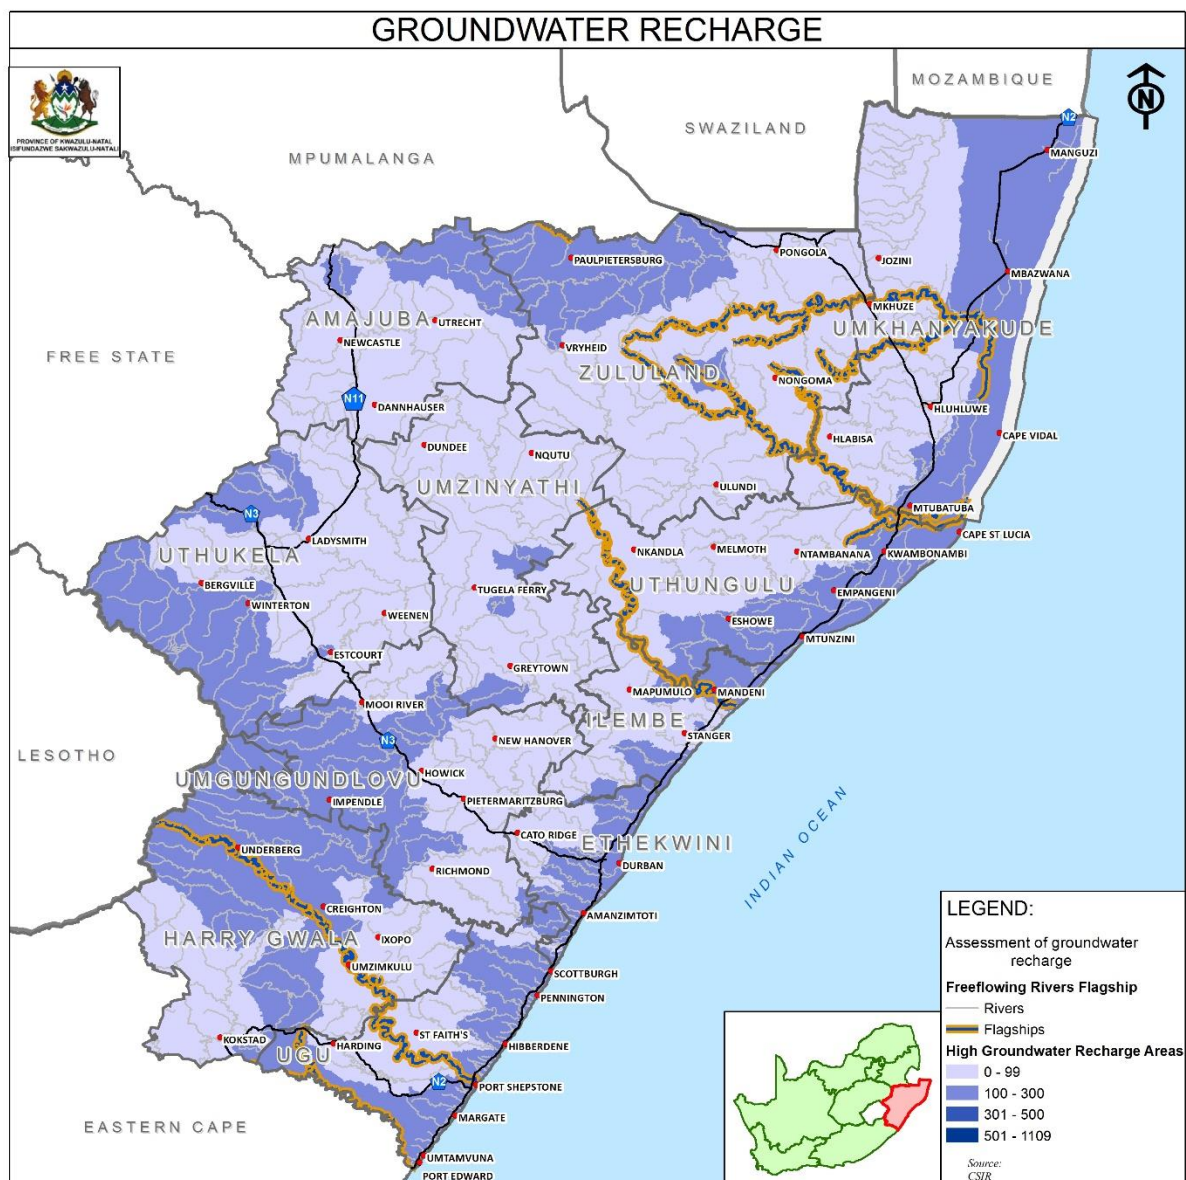 GROUNDWATER RECHARGE
PROVINCE OF KWAZULU-NATAL
ISIFUNDAZWE SAKWAZULU-NATALI
N
MOZAMBIQUE
SWAZILAND
MPUMALANGA
N2
MANGUZI
PAULPIETERSBURG
PONGOLA
JOZINI
MBAZWANA
MKHUZE
AMAJUBA
UTRECHT
UMKHANYAKUDE
FREE STATE
NEWCASTLE
VRYHEID
ZULULAND
NONGOMA
N11
DANNHAUSER
HLUHLUWE
DUNDEE
NQUTU
HLABISA
CAPE VIDAL
UMZINYATHI
ULUNDI
N3
MTUBATUBA
LADYSMITH
CAPE ST LUCIA
UTHUKELA
NKANDLA
MELMOTH
NTAMBANANA
KWAMBONAMBI
BERGVILLE
UTHUNGULU
WINTERTON
TUGELA FERRY
EMPANGENI
WEENEN
ESHOWE
MTUNZINI
ESTCOURT
GREYTOWN
MOOI RIVER
MAPUMULO
MANDENI
ILEMBE
N3
NEW HANOVER
STANGER
LESOTHO
UMGUNGUNDLOVU
HOWICK
IMPENDLE
PIETERMARITZBURG
CATO RIDGE
ETHEKWINI
UNDERBERG
DURBAN
INDIAN OCEAN
RICHMOND
CREIGHTON
AMANZIMTOTI
HARRY GWALA
IXOPO
UMZIMKULU
SCOTTBURGH
PENNINGTON
KOKSTAD
ST FAITH'S
HARDING
HIBBERDENE
UGU
N2
PORT SHEPSTONE
MARGATE
EASTERN CAPE
UMTAMVUNA
PORT EDWARD
LEGEND:
Assessment of groundwater
recharge
Freeflowing Rivers Flagship
Rivers
Flagships
High Groundwater Recharge Areas
0 - 99
100 - 300
301 - 500
501 - 1109
Source:
CSIR